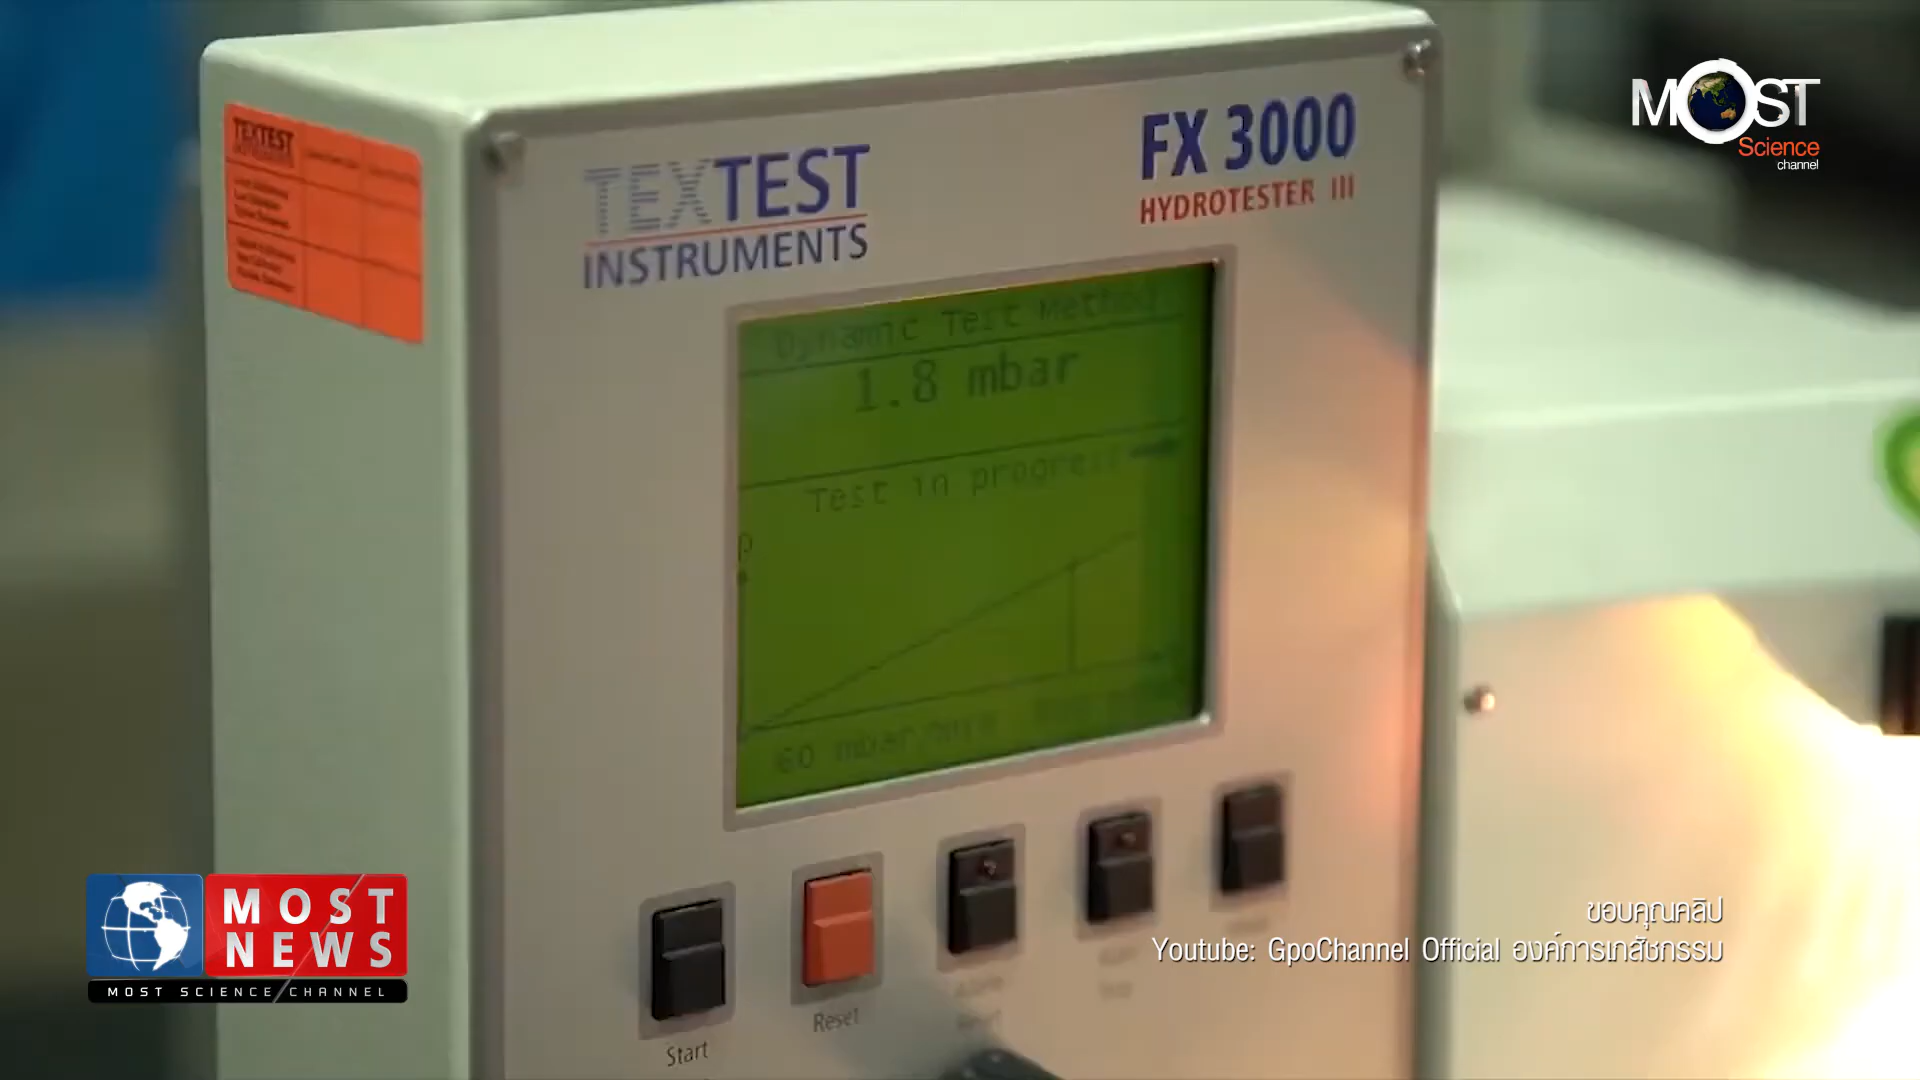 TEXTEST
INSTRUMENTS
TEXTEST
INSTRUMENTS
FX 3000
HYDROTESTER III
Dynamic Test Method
1.8 mbar
Test in progress
p
60 mbar/min
Start
Reset
MOST
Science
channel
MOST
NEWS
MOST SCIENCE CHANNEL
ขอบคุณคลิป
Youtube: GpoChannel Official องค์การเภสัชกรรม